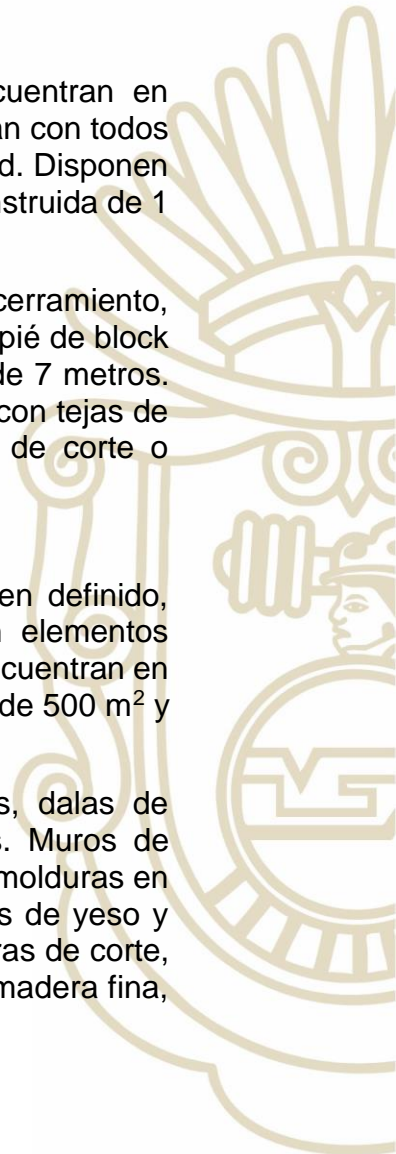 cuentran en
an con todos
d. Disponen
nstruida de 1
cerramiento,
pié de block
de 7 metros.
con tejas de
de corte o
en definido,
elementos
cuentran en
de 500 m² y
s, dalas de
s. Muros de
molduras en
s de yeso y
ras de corte,
madera fina,